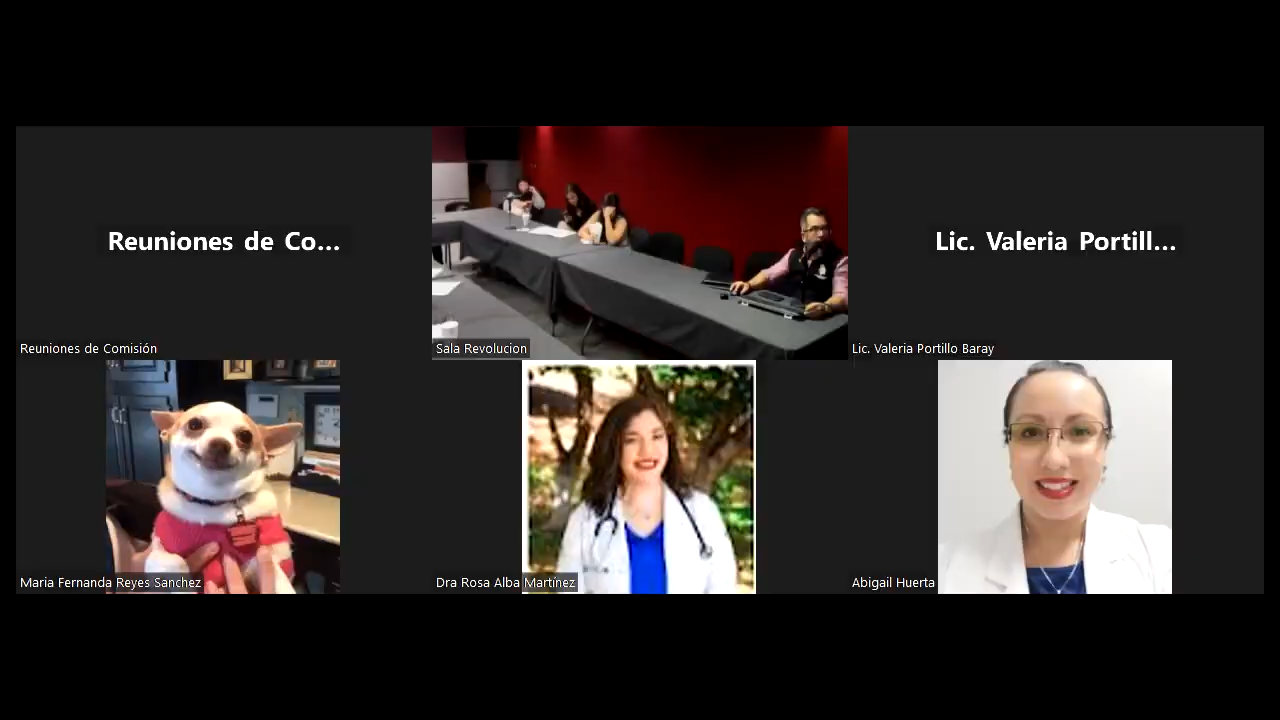 Reuniones de Co...
Lic. Valeria Portill...
Reuniones de Comisión
Sala Revolucion
Lic. Valeria Portillo Baray
Maria Fernanda Reyes Sanchez
Dra Rosa Alba Martínez
Abigail Huerta